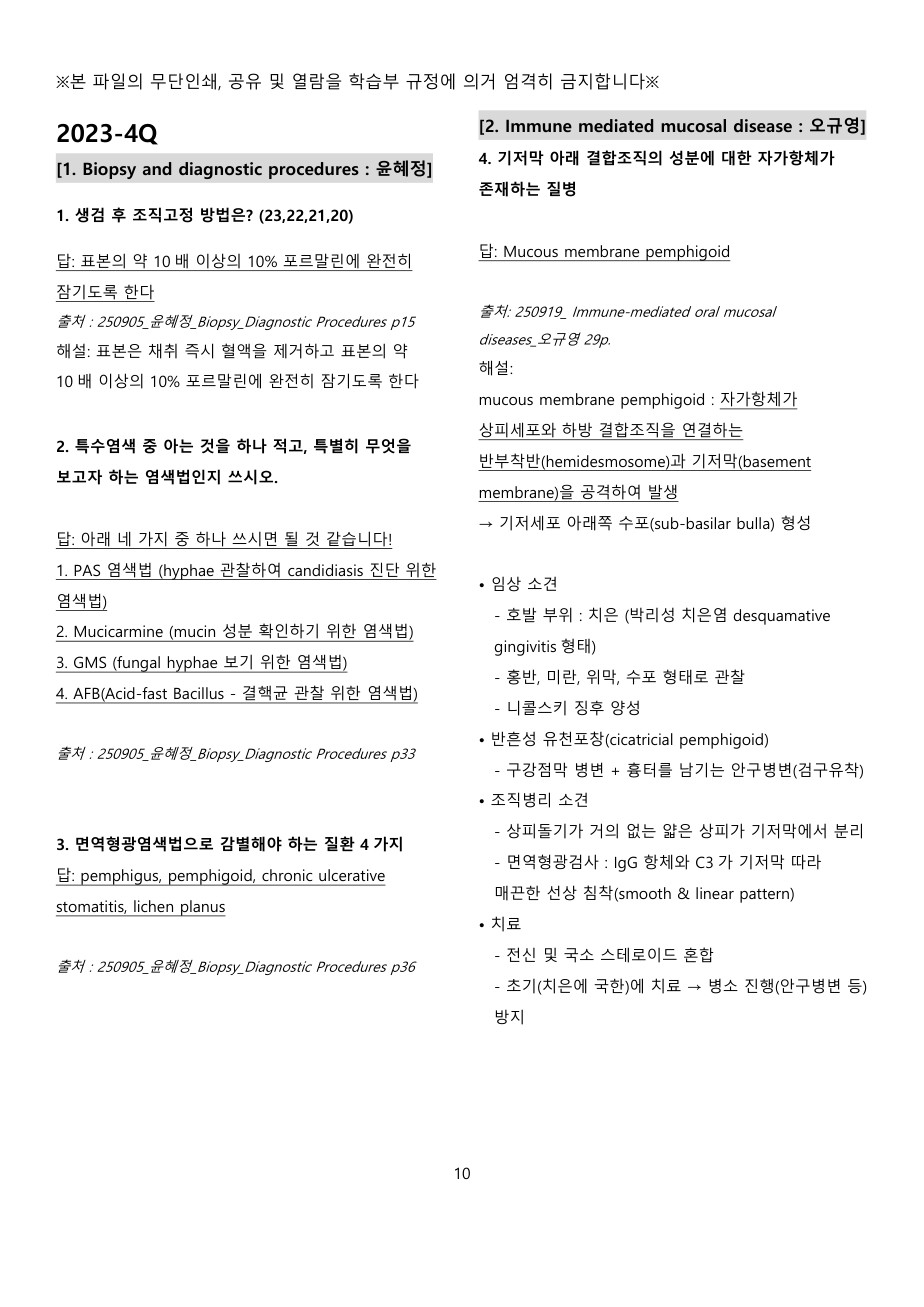 ※본 파일의 무단인쇄, 공유 및 열람을 학습부 규정에 의거 엄격히 금지합니다※
2023-4Q
[1. Biopsy and diagnostic procedures : 윤혜정]
1. 생검 후 조직고정 방법은? (23,22,21,20)
답: 표본의 약 10 배 이상의 10% 포르말린에 완전히
잠기도록 한다
출처 : 250905_윤혜정_Biopsy_Diagnostic Procedures p15
해설: 표본은 채취 즉시 혈액을 제거하고 표본의 약
10 배 이상의 10% 포르말린에 완전히 잠기도록 한다
2. 특수염색 중 아는 것을 하나 적고, 특별히 무엇을
보고자 하는 염색법인지 쓰시오.
답: 아래 네 가지 중 하나 쓰시면 될 것 같습니다!
1. PAS 염색법 (hyphae 관찰하여 candidiasis 진단 위한
염색법)
2. Mucicarmine (mucin 성분 확인하기 위한 염색법)
3. GMS (fungal hyphae 보기 위한 염색법)
4. AFB(Acid-fast Bacillus - 결핵균 관찰 위한 염색법)
출처 : 250905_윤혜정_Biopsy_Diagnostic Procedures p33
3. 면역형광염색법으로 감별해야 하는 질환 4 가지
답: pemphigus, pemphigoid, chronic ulcerative
stomatitis, lichen planus
출처 : 250905_윤혜정_Biopsy_Diagnostic Procedures p36
[2. Immune mediated mucosal disease : 오규영]
4. 기저막 아래 결합조직의 성분에 대한 자가항체가
존재하는 질병
답: Mucous membrane pemphigoid
출처: 250919_ Immune-mediated oral mucosal
diseases_오규영 29p.
해설:
mucous membrane pemphigoid : 자가항체가
상피세포와 하방 결합조직을 연결하는
반부착반(hemidesmosome)과 기저막(basement
membrane)을 공격하여 발생
→ 기저세포 아래쪽 수포(sub-basilar bulla) 형성
• 임상 소견
- 호발 부위 : 치은 (박리성 치은염 desquamative
gingivitis 형태)
- 홍반, 미란, 위막, 수포 형태로 관찰
- 니콜스키 징후 양성
• 반흔성 유천포창(cicatricial pemphigoid)
- 구강점막 병변 + 흉터를 남기는 안구병변(검구유착)
• 조직병리 소견
- 상피돌기가 거의 없는 얇은 상피가 기저막에서 분리
- 면역형광검사 : IgG 항체와 C3 가 기저막 따라
매끈한 선상 침착(smooth & linear pattern)
• 치료
- 전신 및 국소 스테로이드 혼합
- 초기(치은에 국한)에 치료 → 병소 진행(안구병변 등)
방지
10